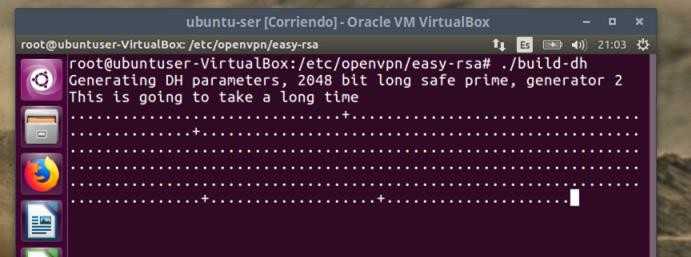 ubuntu-ser [Corriendo] - Oracle VM VirtualBox
root@ubuntuser-VirtualBox: /etc/openvpn/easy-rsa Es 21:03
root@ubuntuser-VirtualBox:/etc/openvpn/easy-rsa# ./build-dh
Generating DH parameters, 2048 bit long safe prime, generator 2
This is going to take a long time
...............................+.................................
..............+..................................................
.................................................................
.................................................................
.................................................................
...............+...................+.....................